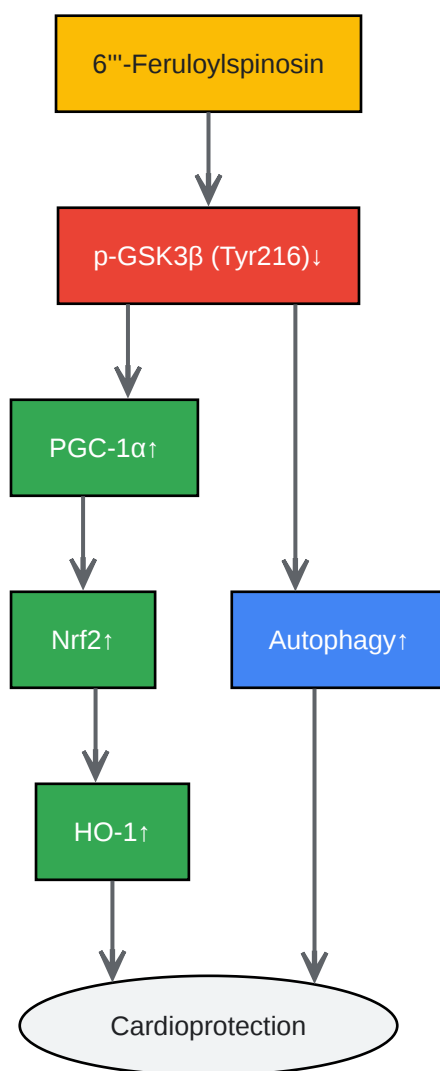 6'''-Feruloylspinosin
p-GSK3β (Tyr216)↓
PGC-1α↑
Nrf2↑
Autophagy↑
HO-1↑
Cardioprotection